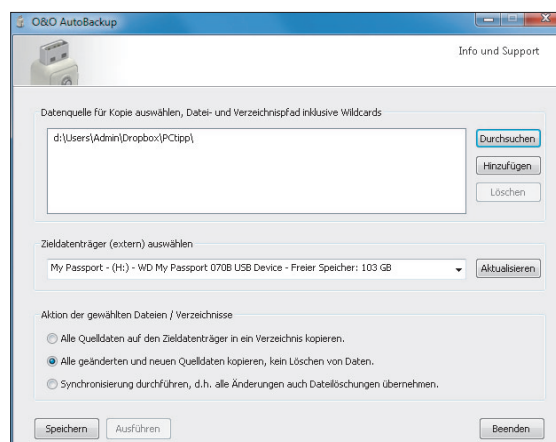 O&O AutoBackup
Info und Support
Datenquelle für Kopie auswählen, Datei- und Verzeichnispfad inklusive Wildcards
d:\Users\Admin\Dropbox\PCtipp\
Durchsuchen
Hinzufügen
Löschen
Zieldatenträger (extern) auswählen
My Passport - (H:) - WD My Passport 070B USB Device - Freier Speicher: 103 GB
Aktualisieren
Aktion der gewählten Dateien / Verzeichnisse
Alle Quelldaten auf den Zieldatenträger in ein Verzeichnis kopieren.
Alle geänderten und neuen Quelldaten kopieren, kein Löschen von Daten.
Synchronisierung durchführen, d.h. alle Änderungen auch Dateilöschungen übernehmen.
Speichern
Ausführen
Beenden